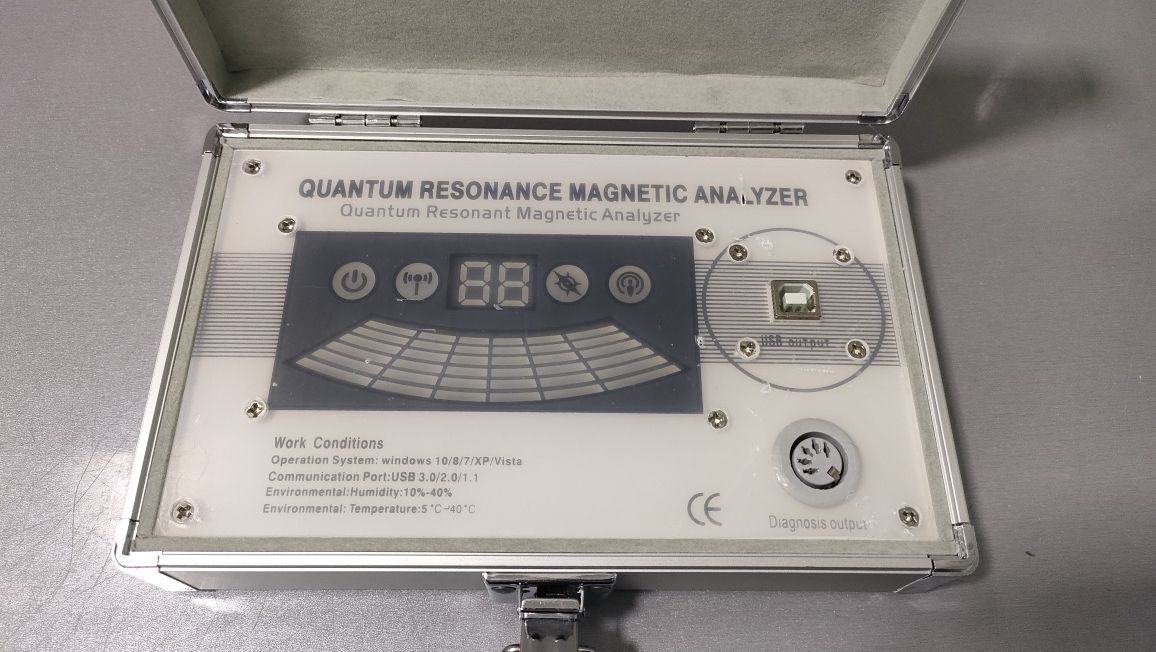 QUANTUM RESONANCE MAGNETIC ANALYZER
Quantum Resonant Magnetic Analyzer
88
USB output
Work Conditions
Operation System: windows 10/8/7/XP/Vista
Communication Port:USB 3.0/2.0/1.1
Environmental:Humidity:10%-40%
Environmental: Temperature:5°C-40°C
CE
Diagnosis output